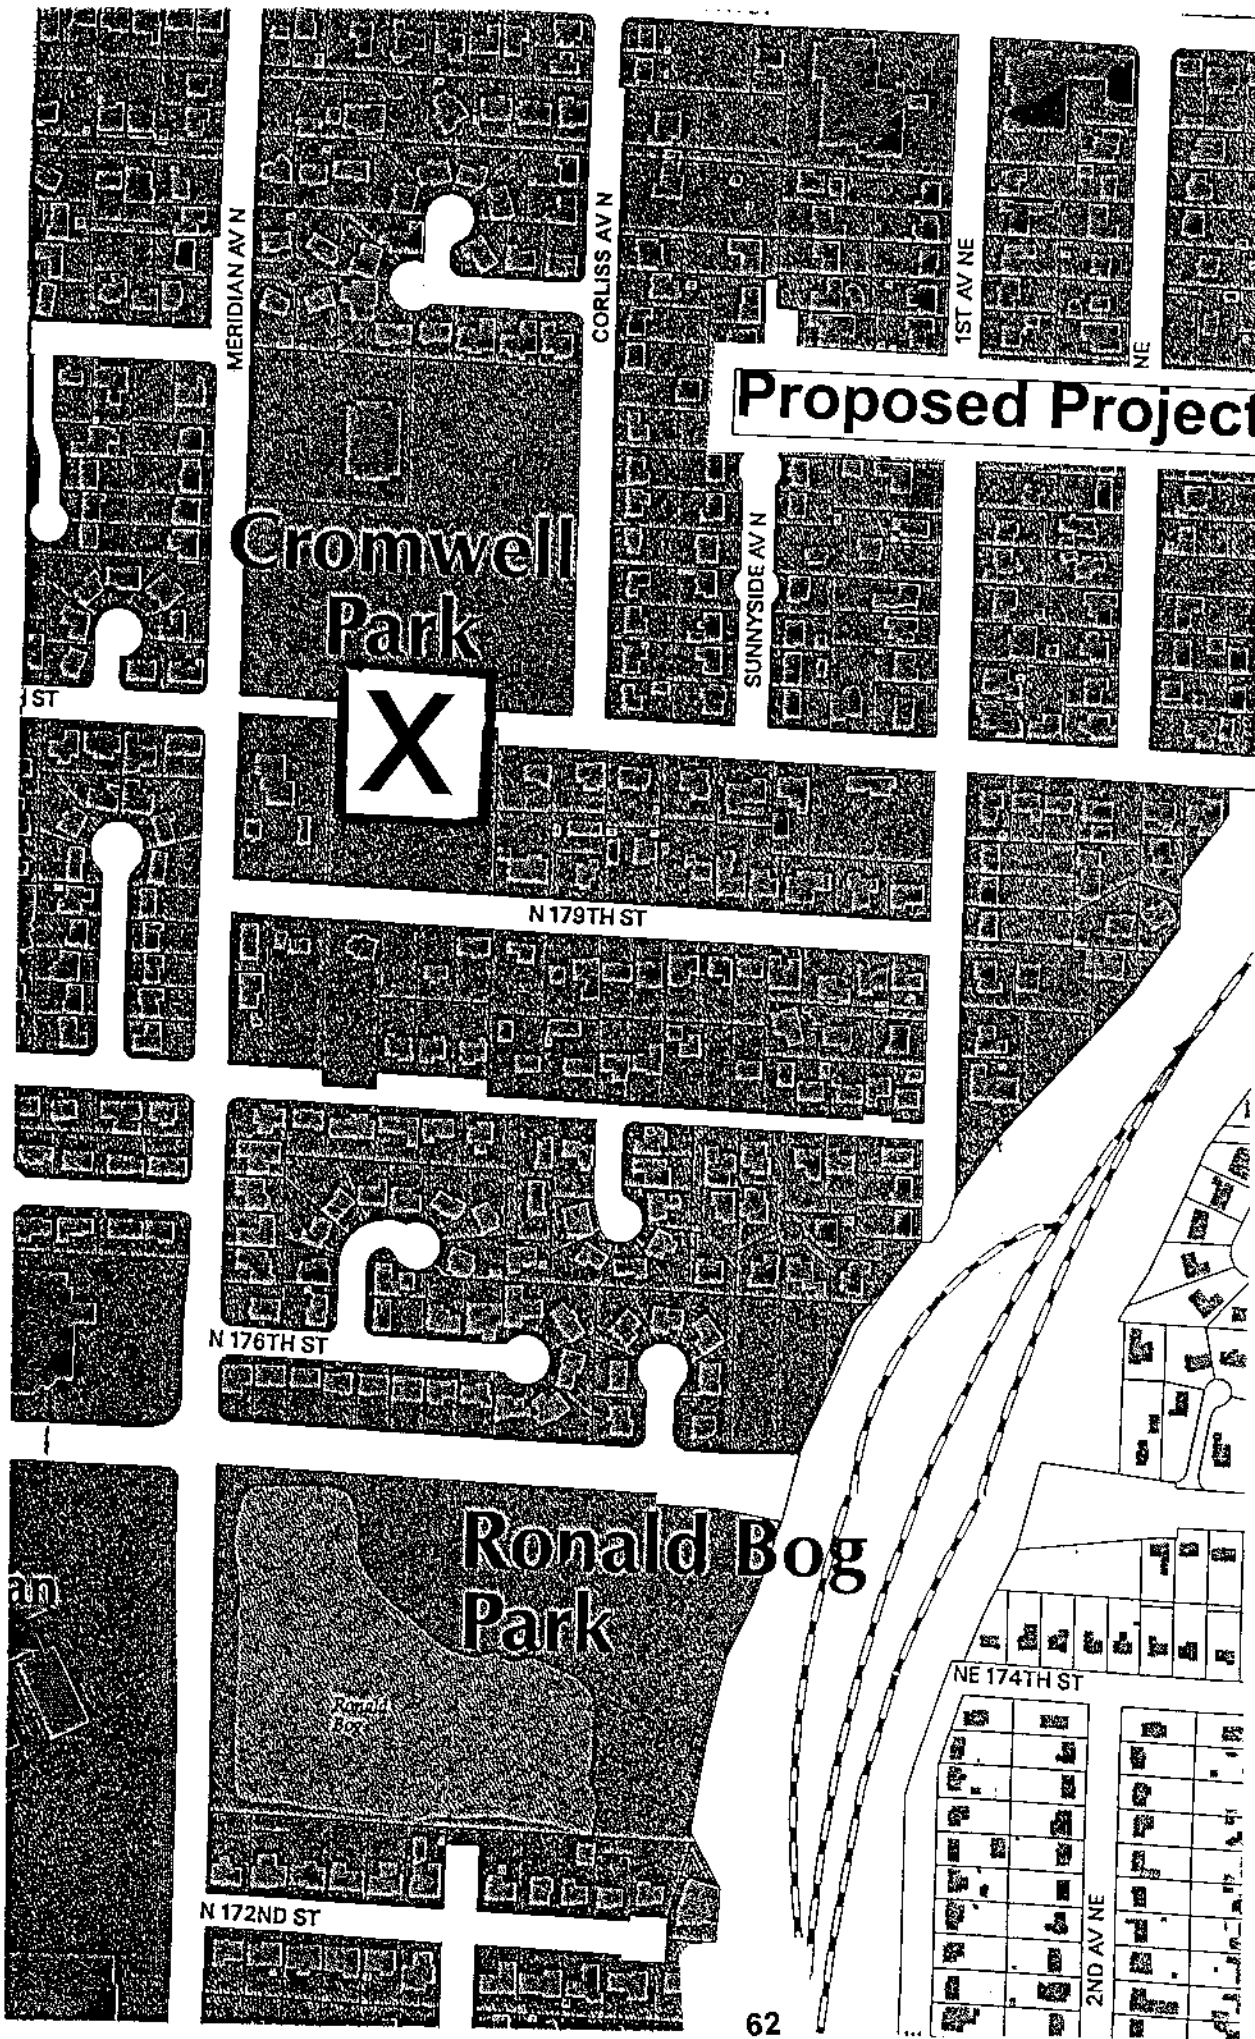 MERIDIAN AV N
CORLISS AV N
1ST AV NE
NE
Proposed Project
Cromwell
Park
SUNNYSIDE AV N
ST
X
N 179TH ST
N 176TH ST
Ronald Bog
Park
an
Ronald
Bog
NE 174TH ST
N 172ND ST
2ND AV NE
62